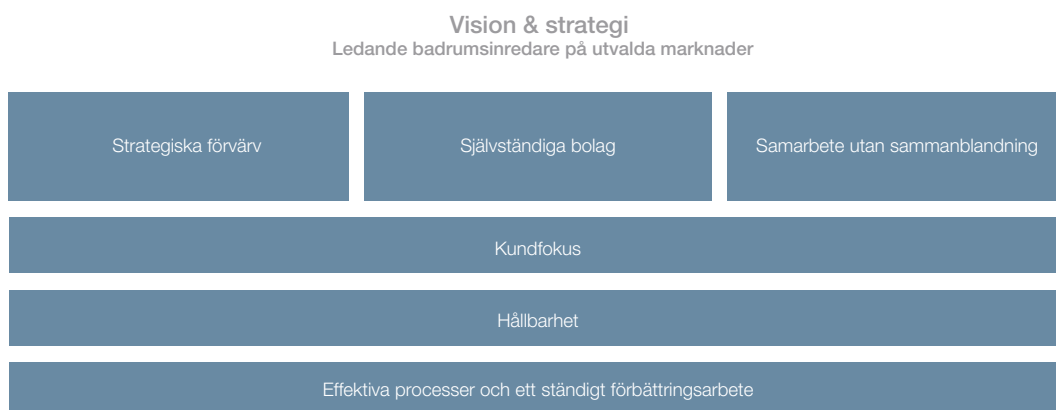 Vision & strategi
Ledande badrumsinredare på utvalda marknader
Strategiska förvärv
Självständiga bolag
Samarbete utan sammanblandning
Kundfokus
Hållbarhet
Effektiva processer och ett ständigt förbättringsarbete